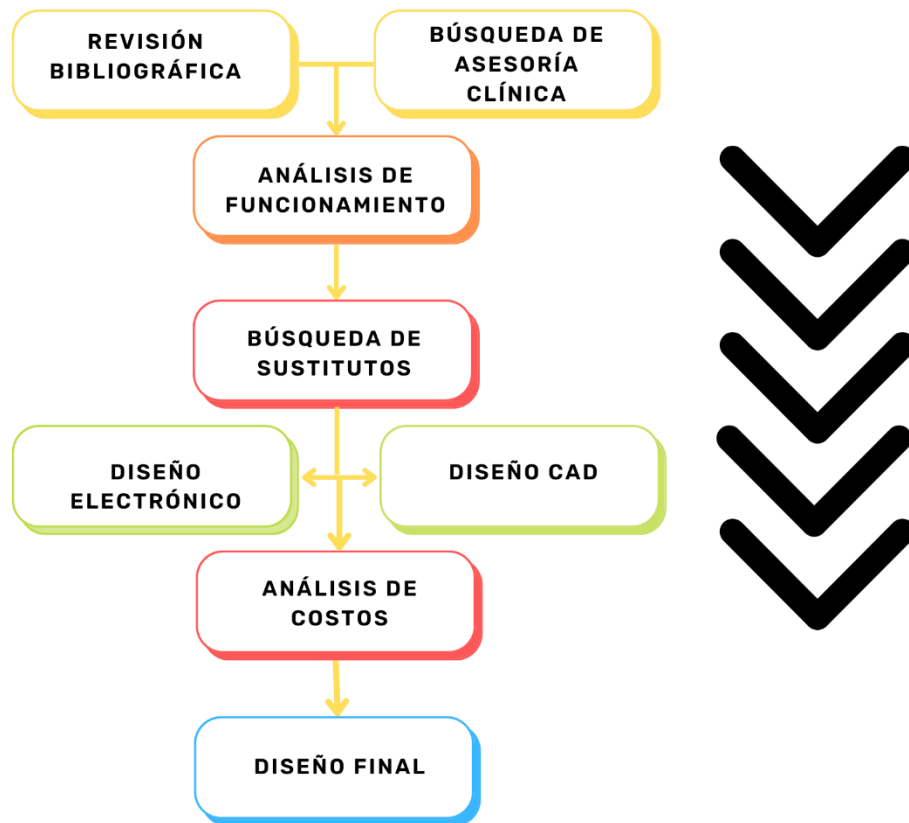 REVISIÓN
BIBLIOGRÁFICA
BÚSQUEDA DE
ASESORÍA
CLÍNICA
ANÁLISIS DE
FUNCIONAMIENTO
BÚSQUEDA DE
SUSTITUTOS
DISEÑO
ELECTRÓNICO
DISEÑO CAD
ANÁLISIS DE
COSTOS
DISEÑO FINAL